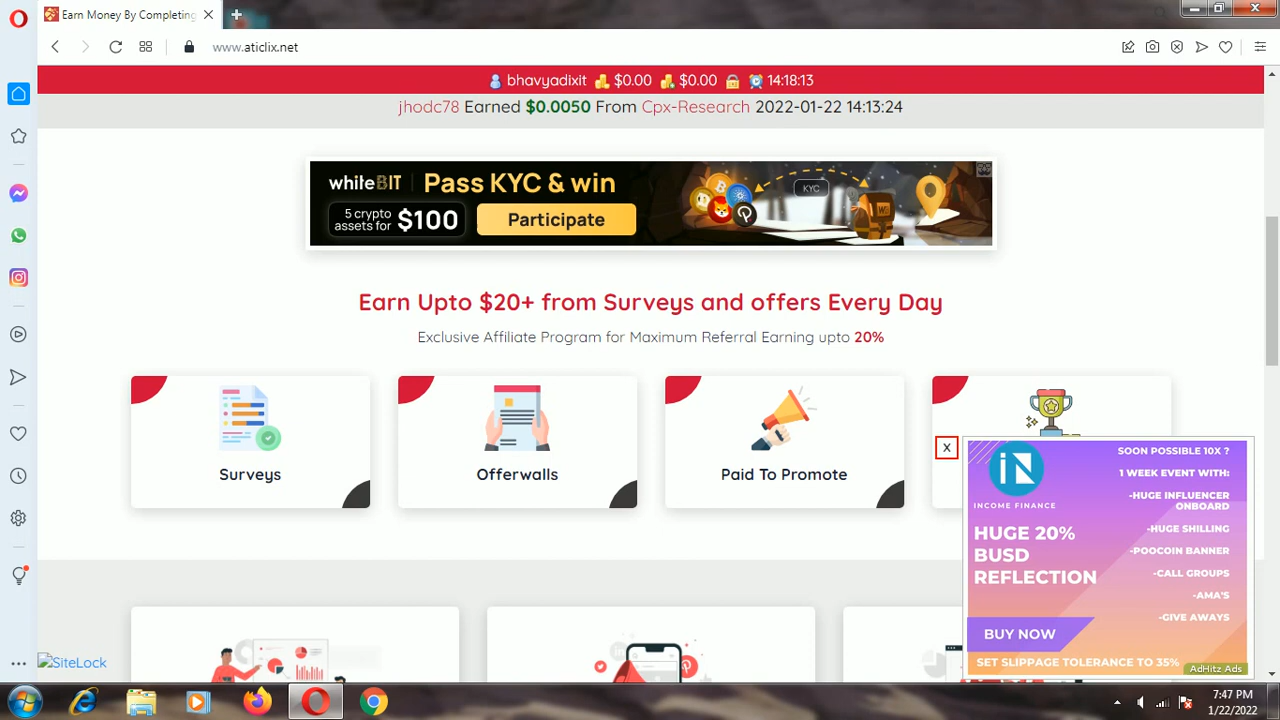 Earn Money By Completing
www.aticlix.net
bhavyadixit $0.00 $0.00 14:18:13
jhodc78 Earned $0.0050 From Cpx-Research 2022-01-22 14:13:24
whiteBIT Pass KYC & win
5 crypto
assets for $100
Participate
KYC
Earn Upto $20+ from Surveys and offers Every Day
Exclusive Affiliate Program for Maximum Referral Earning upto 20%
Surveys
Offerwalls
Paid To Promote
X
INCOME FINANCE
HUGE 20%
BUSD
REFLECTION
BUY NOW
SOON POSSIBLE 10X ?
1 WEEK EVENT WITH:
-HUGE INFLUENCER
ONBOARD
-HUGE SHILLING
-POOCOIN BANNER
-CALL GROUPS
-AMA'S
-GIVE AWAYS
SET SLIPPAGE TOLERANCE TO 35%
AdHitz Ads
SiteLock
7:47 PM
1/22/2022